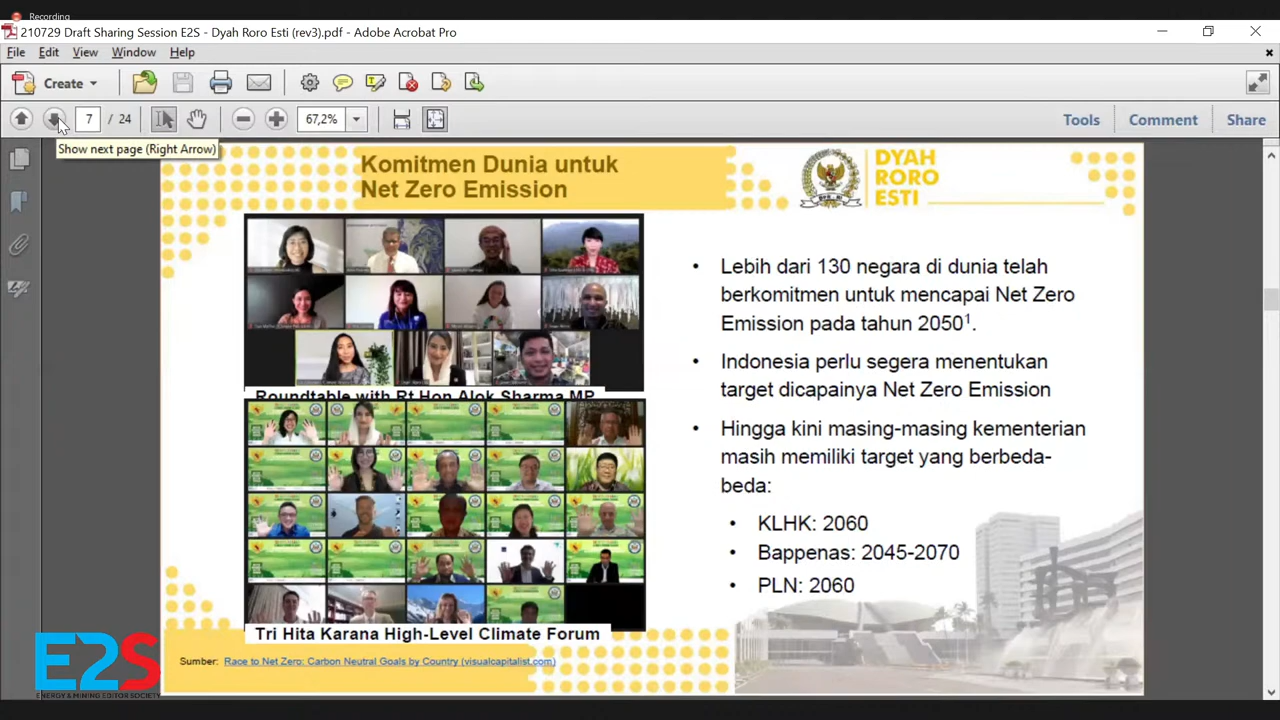 Recording
210729 Draft Sharing Session E2S - Dyah Roro Esti (rev3).pdf - Adobe Acrobat Pro
File Edit View Window Help
Create
7 / 24
67,2%
Tools Comment Share
Show next page (Right Arrow)
Komitmen Dunia untuk
Net Zero Emission
DYAH
RORO
ESTI
Roundtable with Rt Hon Alok Sharma MP
Tri Hita Karana High-Level Climate Forum
• Lebih dari 130 negara di dunia telah
berkomitmen untuk mencapai Net Zero
Emission pada tahun 2050¹.
• Indonesia perlu segera menentukan
target dicapainya Net Zero Emission
• Hingga kini masing-masing kementerian
masih memiliki target yang berbeda-
beda:
• KLHK: 2060
• Bappenas: 2045-2070
• PLN: 2060
Sumber: Race to Net Zero: Carbon Neutral Goals by Country (visualcapitalist.com)
E2S
ENERGY & MINING EDITOR SOCIETY